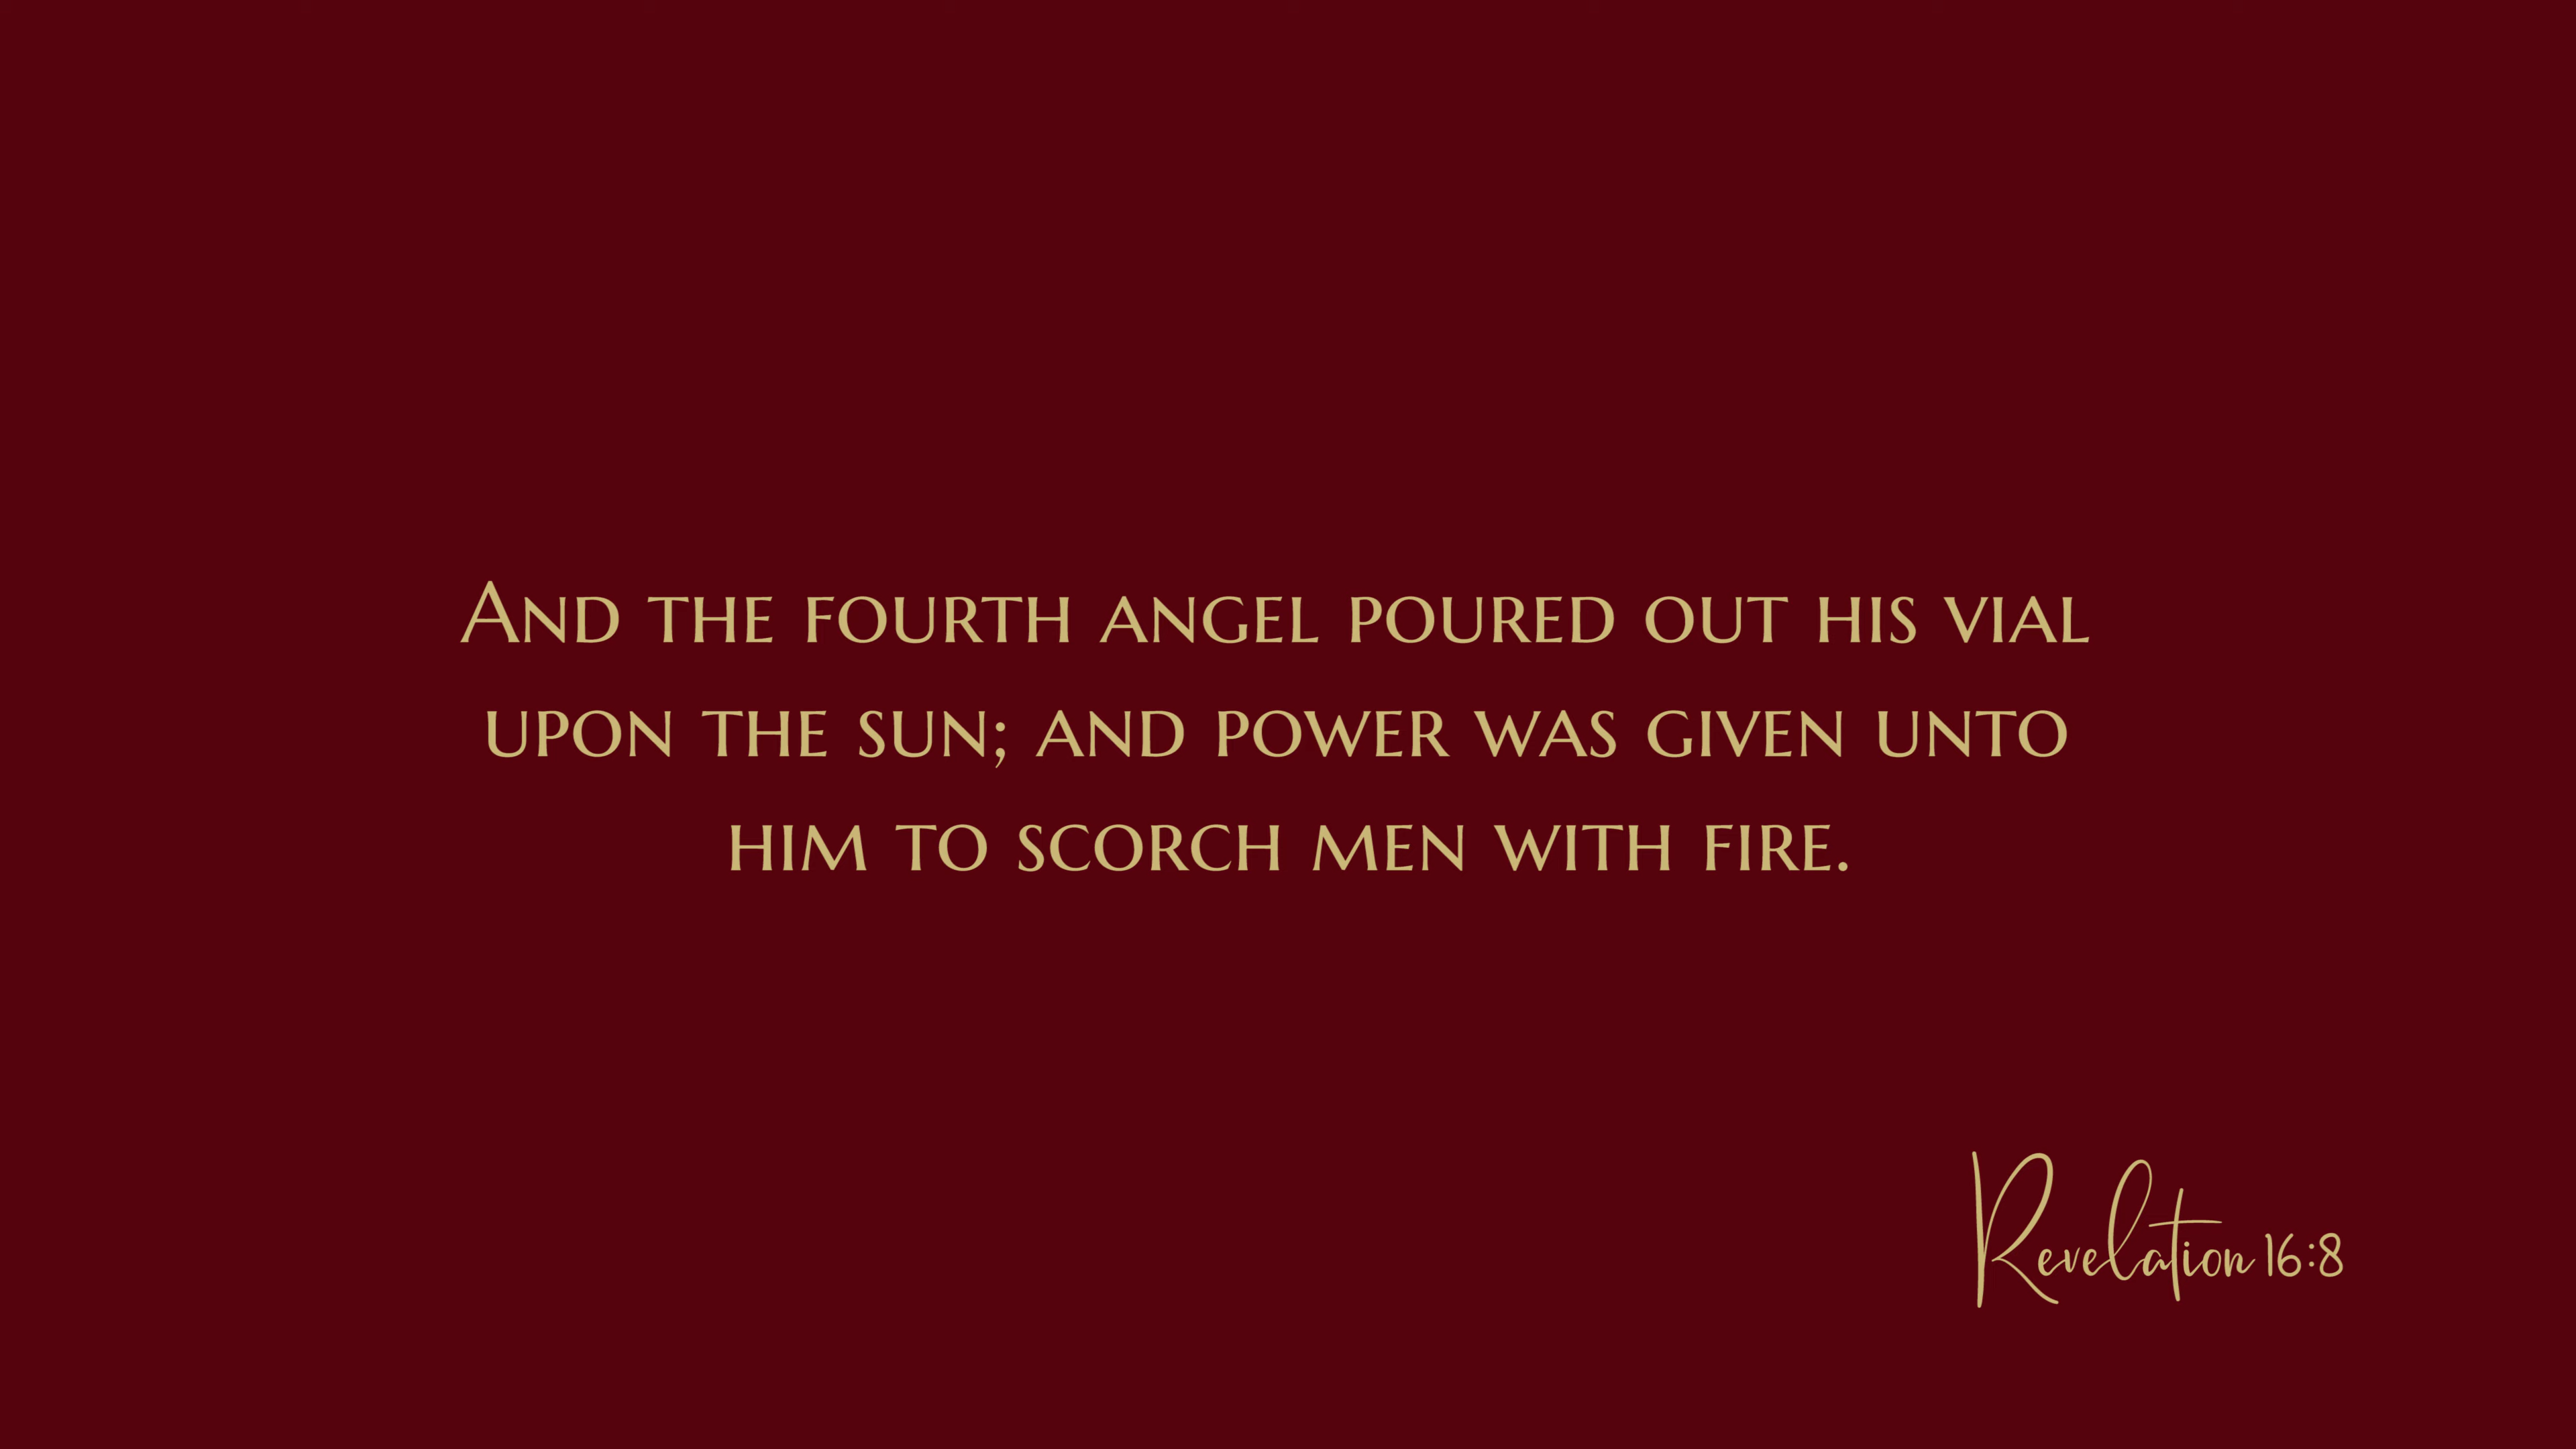 And the fourth angel poured out his vial
upon the sun; and power was given unto
him to scorch men with fire.
Revelation 16:8